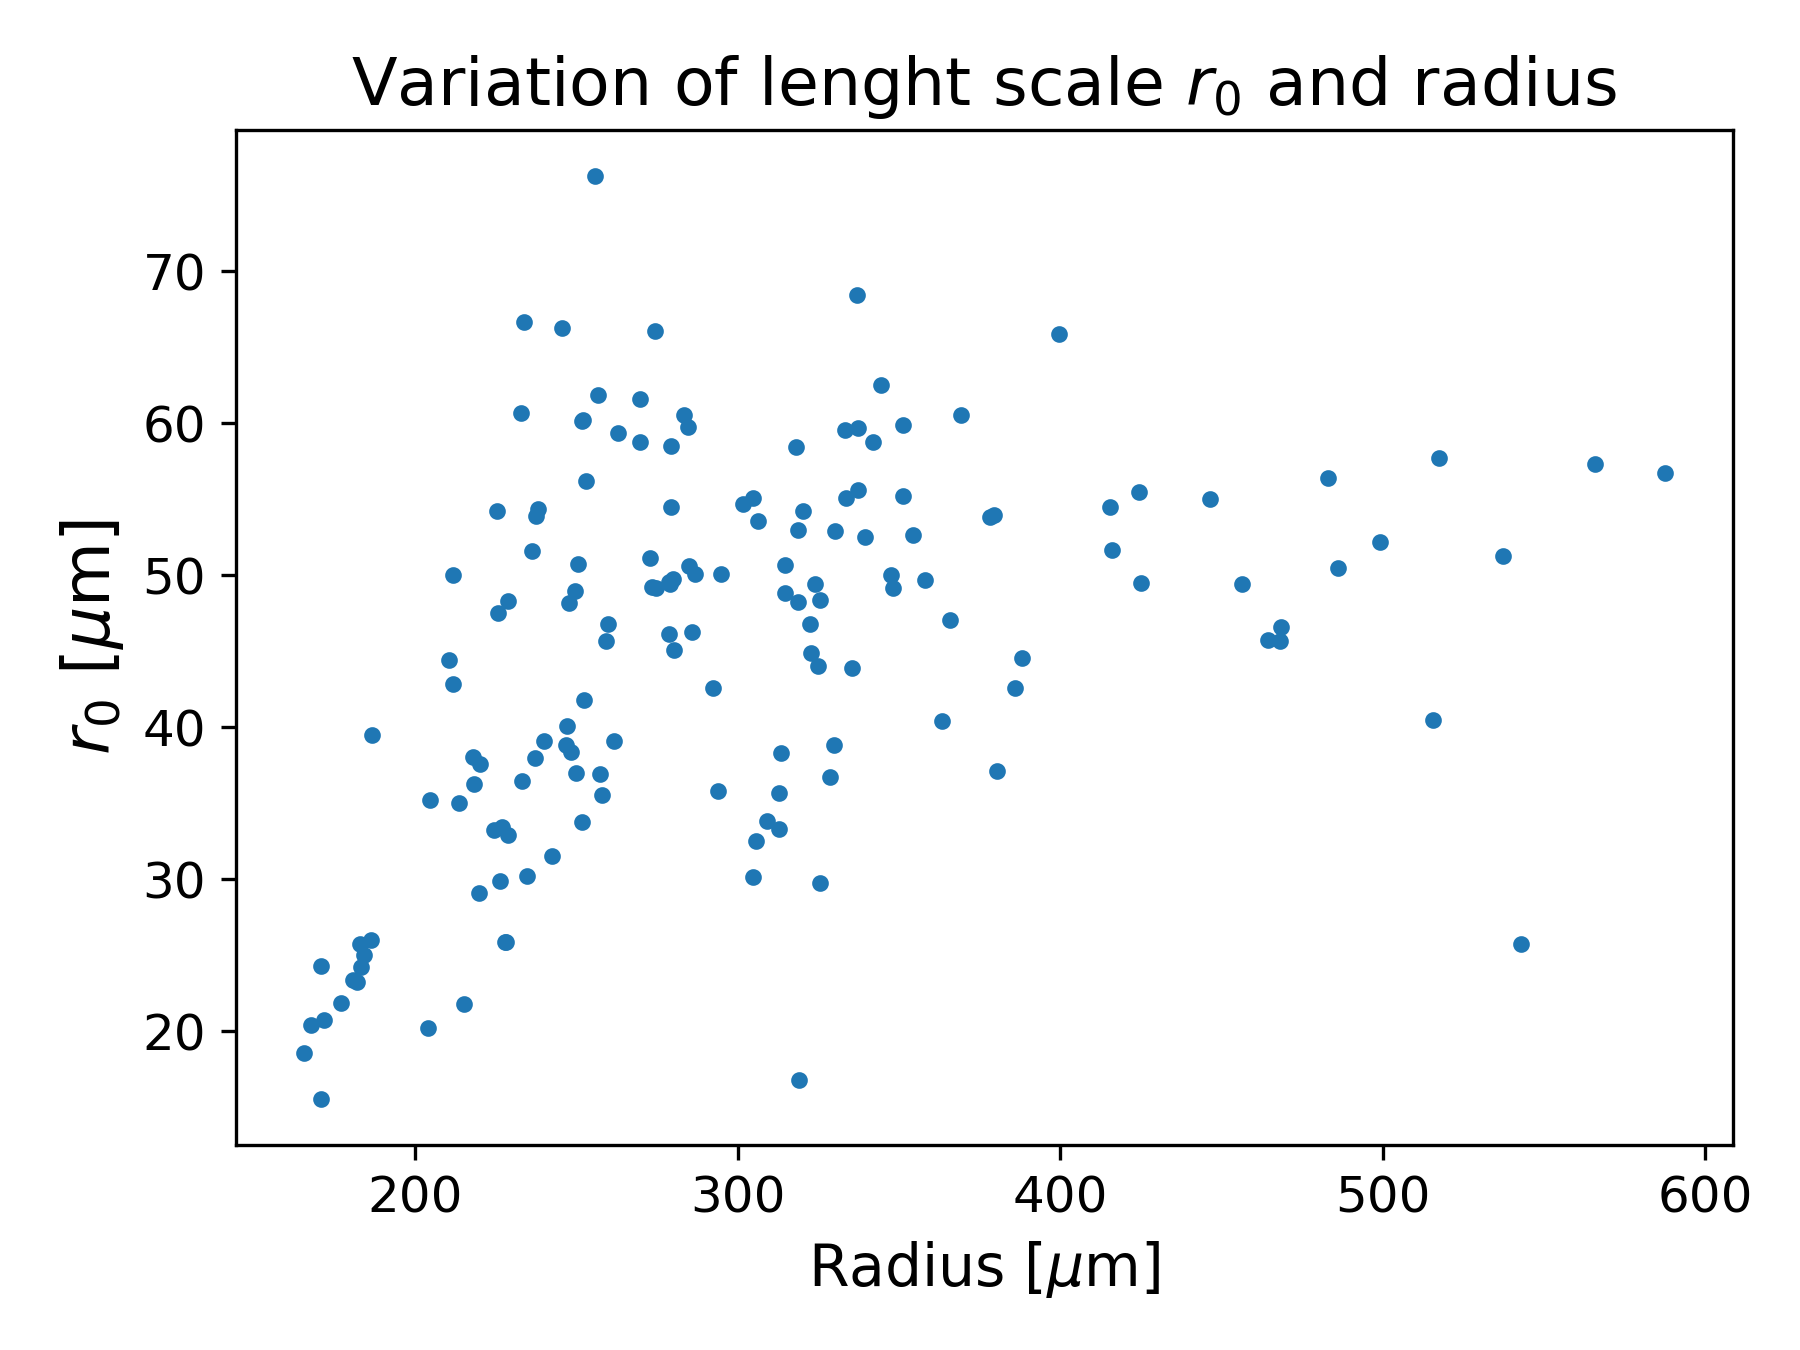 Variation of lenght scale r₀ and radius
r₀ [μm]
70
60
50
40
30
20
200 300 400 500 600
Radius [μm]